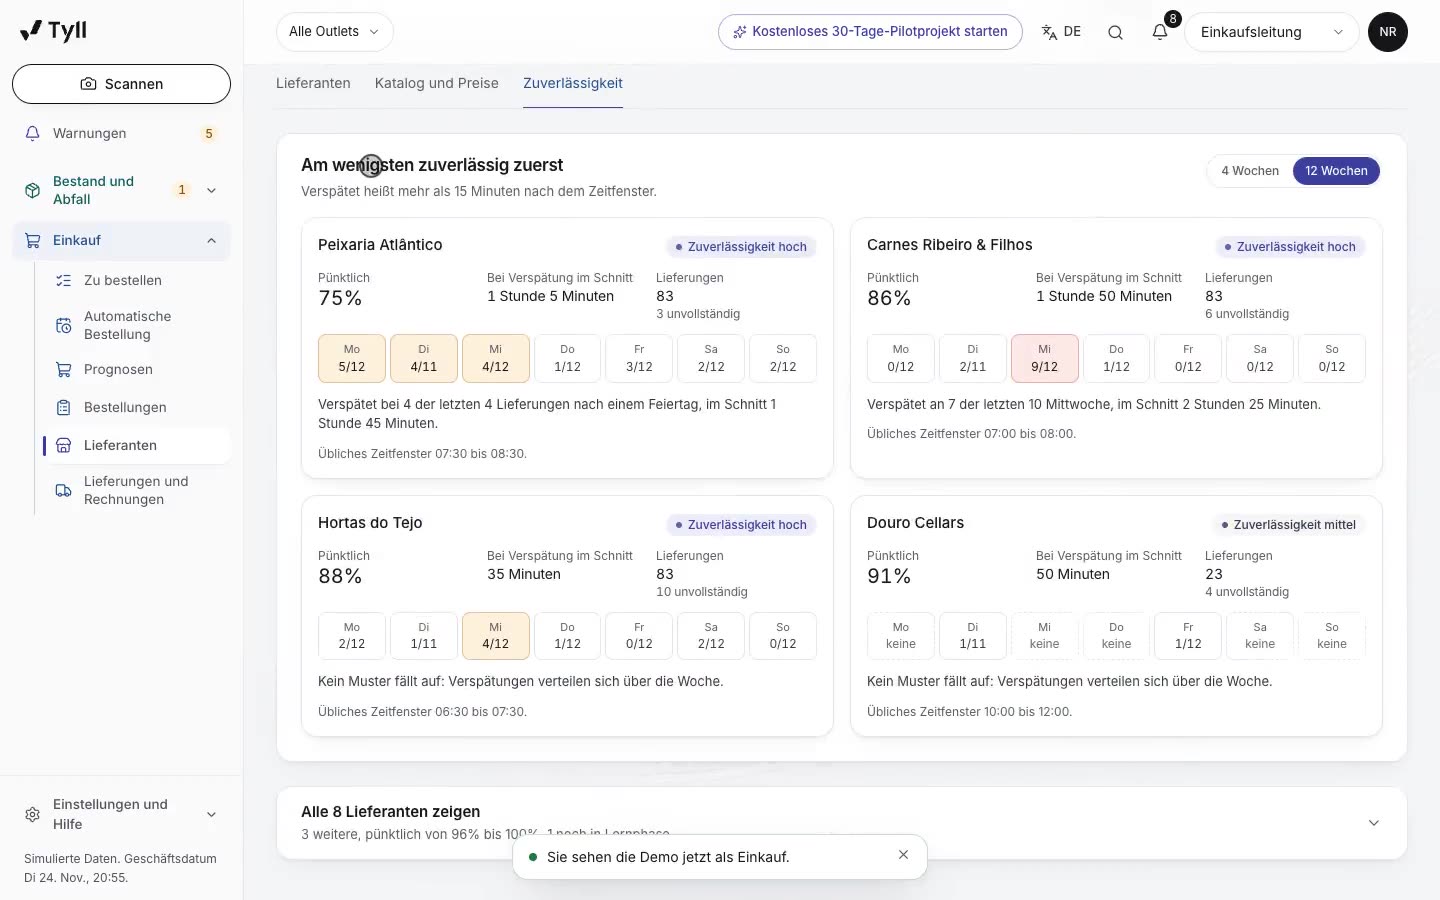 Tyll
Alle Outlets
Kostenloses 30-Tage-Pilotprojekt starten
DE
8
Einkaufsleitung
NR
Scannen
Warnungen
5
Bestand und
Abfall
1
Einkauf
Zu bestellen
Automatische
Bestellung
Prognosen
Bestellungen
Lieferanten
Lieferungen und
Rechnungen
Einstellungen und
Hilfe
Simulierte Daten. Geschäftsdatum
Di 24. Nov., 20:55.
Lieferanten
Katalog und Preise
Zuverlässigkeit
Am wenigsten zuverlässig zuerst
Verspätet heißt mehr als 15 Minuten nach dem Zeitfenster.
4 Wochen
12 Wochen
Peixaria Atlântico
Zuverlässigkeit hoch
Pünktlich
Bei Verspätung im Schnitt
Lieferungen
75%
1 Stunde 5 Minuten
83
3 unvollständig
Mo Di Mi Do Fr Sa So
5/12 4/11 4/12 1/12 3/12 2/12 2/12
Verspätet bei 4 der letzten 4 Lieferungen nach einem Feiertag, im Schnitt 1
Stunde 45 Minuten.
Übliches Zeitfenster 07:30 bis 08:30.
Carnes Ribeiro & Filhos
Zuverlässigkeit hoch
Pünktlich
Bei Verspätung im Schnitt
Lieferungen
86%
1 Stunde 50 Minuten
83
6 unvollständig
Mo Di Mi Do Fr Sa So
0/12 2/11 9/12 1/12 0/12 0/12 0/12
Verspätet an 7 der letzten 10 Mittwoche, im Schnitt 2 Stunden 25 Minuten.
Übliches Zeitfenster 07:00 bis 08:00.
Hortas do Tejo
Zuverlässigkeit hoch
Pünktlich
Bei Verspätung im Schnitt
Lieferungen
88%
35 Minuten
83
10 unvollständig
Mo Di Mi Do Fr Sa So
2/12 1/11 4/12 1/12 0/12 2/12 0/12
Kein Muster fällt auf: Verspätungen verteilen sich über die Woche.
Übliches Zeitfenster 06:30 bis 07:30.
Douro Cellars
Zuverlässigkeit mittel
Pünktlich
Bei Verspätung im Schnitt
Lieferungen
91%
50 Minuten
23
4 unvollständig
Mo Di Mi Do Fr Sa So
keine 1/11 keine keine 1/12 keine keine
Kein Muster fällt auf: Verspätungen verteilen sich über die Woche.
Übliches Zeitfenster 10:00 bis 12:00.
Alle 8 Lieferanten zeigen
3 weitere, pünktlich von 96% bis 100%, 1 noch in Lernphase
Sie sehen die Demo jetzt als Einkauf.